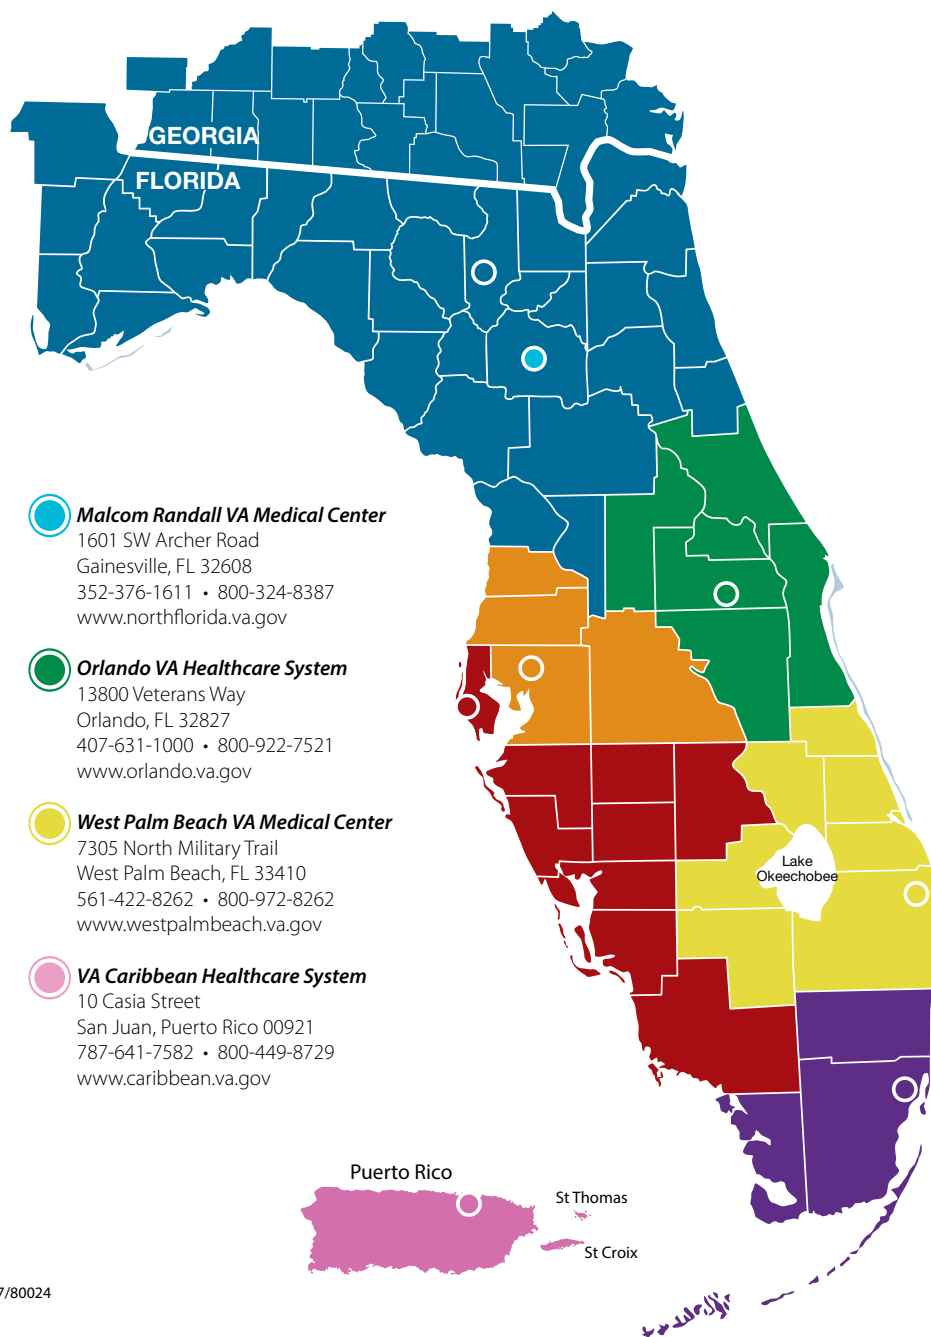 GEORGIA
FLORIDA
Malcom Randall VA Medical Center
1601 SW Archer Road
Gainesville, FL 32608
352-376-1611 • 800-324-8387
www.northflorida.va.gov
Orlando VA Healthcare System
13800 Veterans Way
Orlando, FL 32827
407-631-1000 • 800-922-7521
www.orlando.va.gov
West Palm Beach VA Medical Center
7305 North Military Trail
West Palm Beach, FL 33410
561-422-8262 • 800-972-8262
www.westpalmbeach.va.gov
VA Caribbean Healthcare System
10 Casia Street
San Juan, Puerto Rico 00921
787-641-7582 • 800-449-8729
www.caribbean.va.gov
Lake
Okeechobee
Puerto Rico
St Thomas
St Croix
7/80024